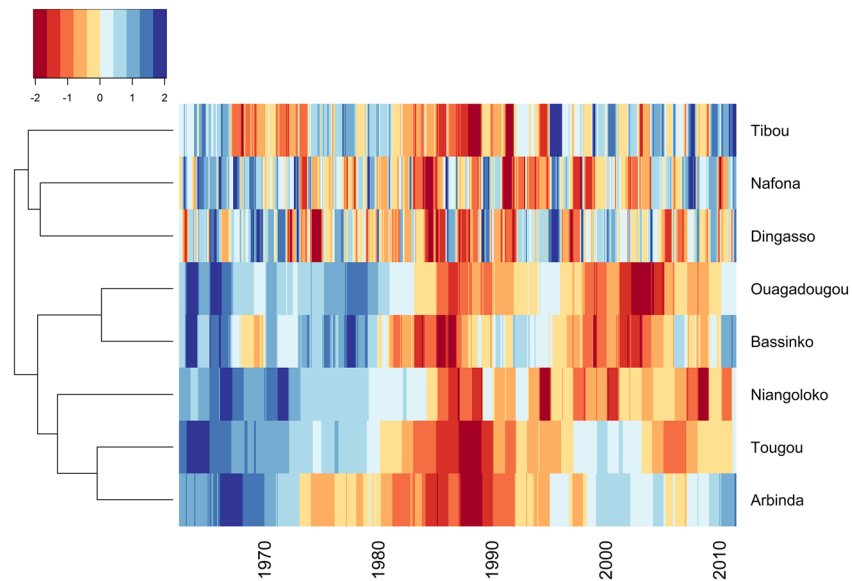 -2 -1 0 1 2
Tibou
Nafona
Dingasso
Ouagadougou
Bassinko
Niangoloko
Tougou
Arbinda
1970 1980 1990 2000 2010